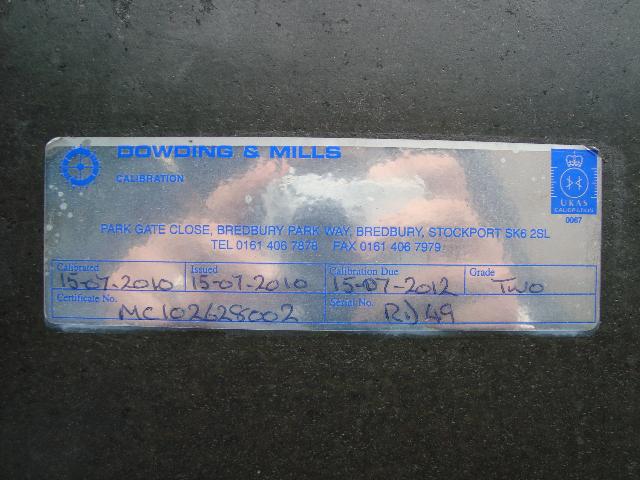 DOWDING & MILLS
CALIBRATION
UKAS
CALIBRATION
0067
PARK GATE CLOSE, BREDBURY PARK WAY, BREDBURY, STOCKPORT SK6 2SL
TEL 0161 406 7878 FAX 0161 406 7979
Calibrated Issued Calibration Due Grade
15-07-2010 15-07-2010 15-07-2012 TWO
Certificate No. Serial No.
MC102628002